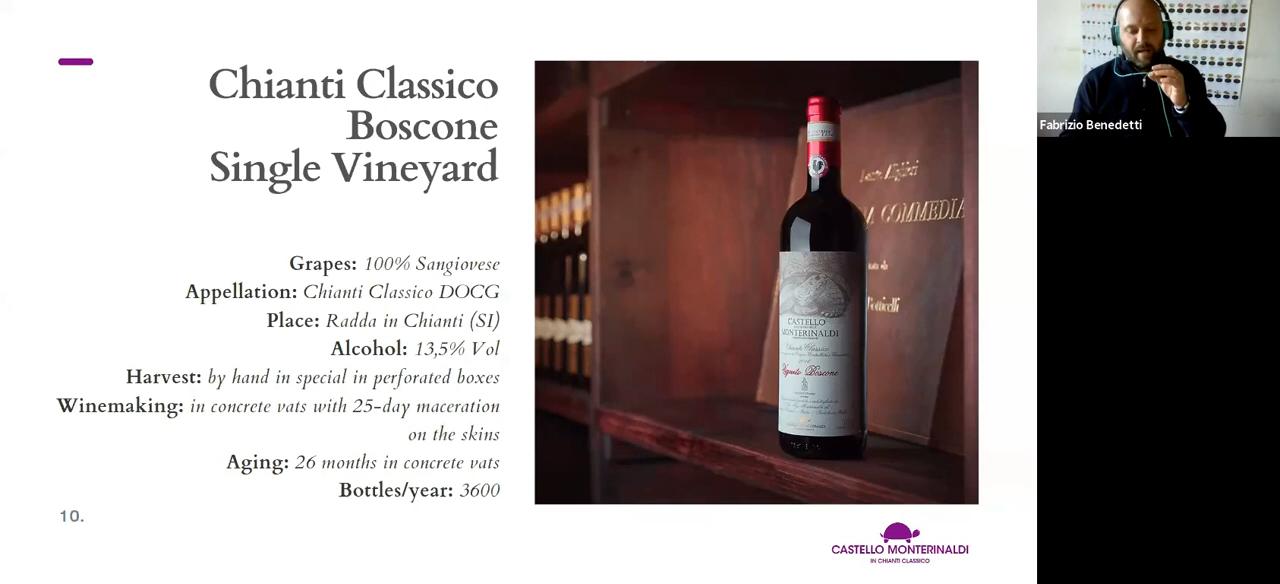 Chianti Classico
Boscone
Single Vineyard
Grapes: 100% Sangiovese
Appellation: Chianti Classico DOCG
Place: Radda in Chianti (SI)
Alcohol: 13,5% Vol
Harvest: by hand in special in perforated boxes
Winemaking: in concrete vats with 25-day maceration
on the skins
Aging: 26 months in concrete vats
Bottles/year: 3600
10.
COMMEDIA
Botticelli
CASTELLO
MONTERINALDI
Chianti Classico
Vigneto Boscone
CASTELLO MONTERINALDI
IN CHIANTI CLASSICO
Fabrizio Benedetti